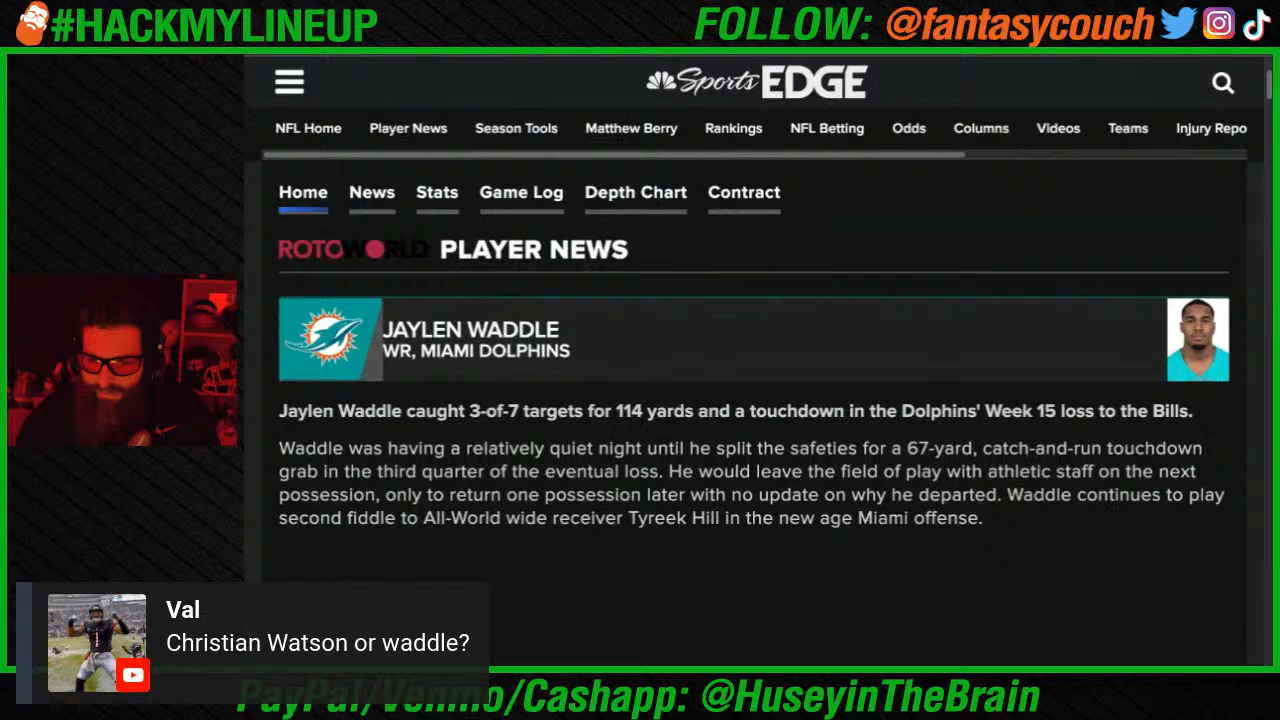 #HACKMYLINEUP
FOLLOW: @fantasycouch
Sports EDGE
NFL Home Player News Season Tools Matthew Berry Rankings NFL Betting Odds Columns Videos Teams Injury Repo
Home News Stats Game Log Depth Chart Contract
ROTOWORLD PLAYER NEWS
JAYLEN WADDLE
WR, MIAMI DOLPHINS
Jaylen Waddle caught 3-of-7 targets for 114 yards and a touchdown in the Dolphins' Week 15 loss to the Bills.
Waddle was having a relatively quiet night until he split the safeties for a 67-yard, catch-and-run touchdown
grab in the third quarter of the eventual loss. He would leave the field of play with athletic staff on the next
possession, only to return one possession later with no update on why he departed. Waddle continues to play
second fiddle to All-World wide receiver Tyreek Hill in the new age Miami offense.
Val
Christian Watson or waddle?
PayPal/Venmo/Cashapp: @HuseyinTheBrain